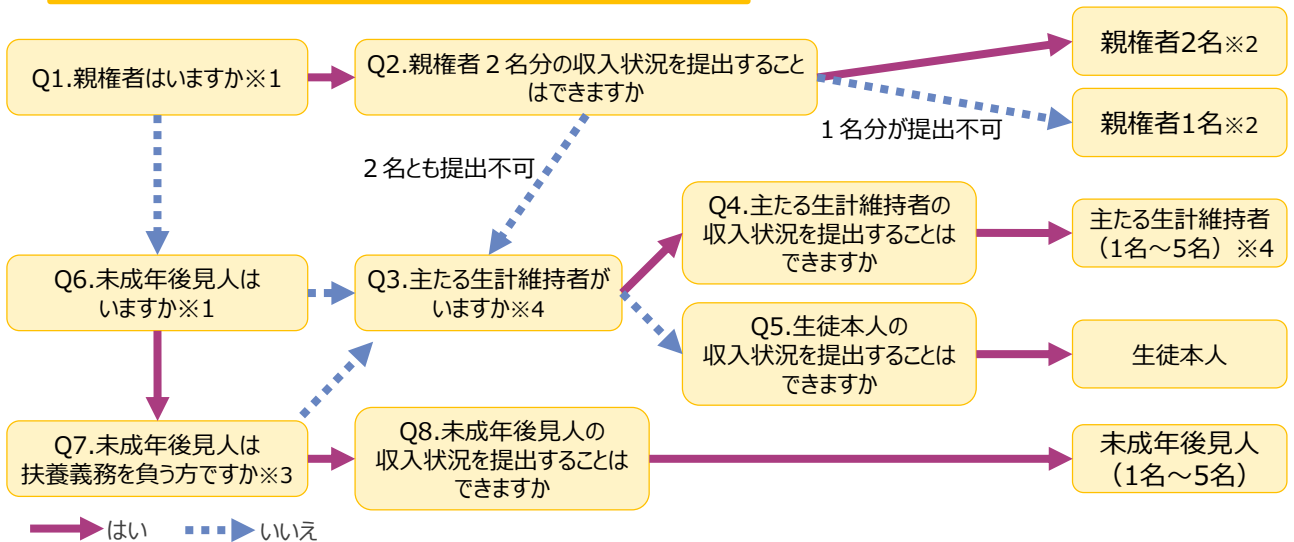 Q1.親権者はいますか※1
Q2.親権者２名分の収入状況を提出すること
はできますか
親権者2名※2
１名分が提出不可
親権者1名※2
２名とも提出不可
Q6.未成年後見人は
いますか※1
Q3.主たる生計維持者が
いますか※4
Q4.主たる生計維持者の
収入状況を提出することは
できますか
主たる生計維持者
（1名～5名）※4
Q5.生徒本人の
収入状況を提出することは
できますか
生徒本人
Q7.未成年後見人は
扶養義務を負う方ですか※3
Q8.未成年後見人の
収入状況を提出することは
できますか
未成年後見人
（1名～5名）
はい
いいえ